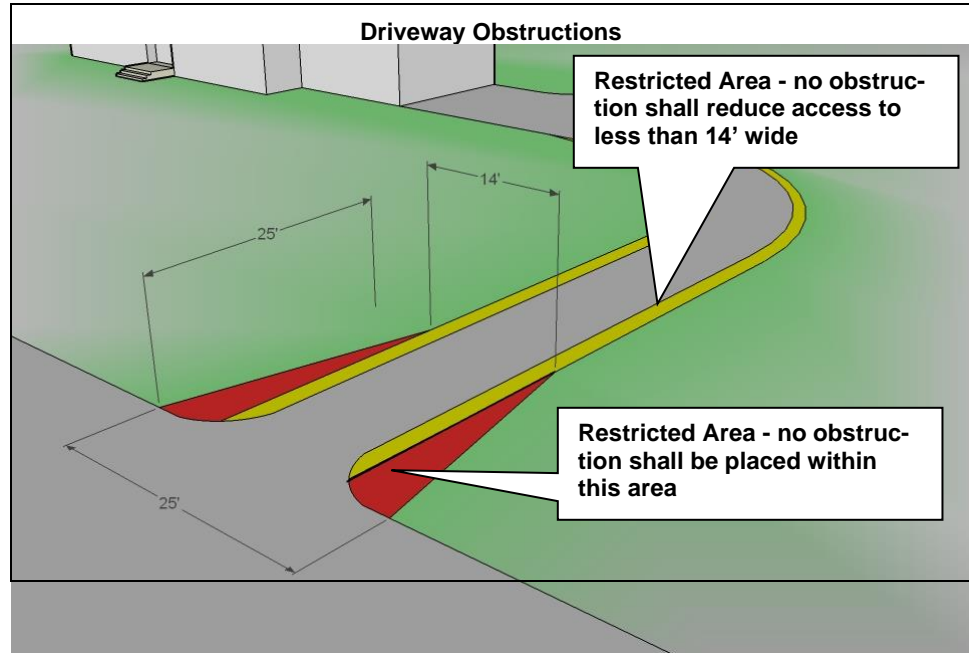 Driveway Obstructions
Restricted Area - no obstruc-
tion shall reduce access to
less than 14’ wide
14'
25'
Restricted Area - no obstruc-
tion shall be placed within
this area
25'